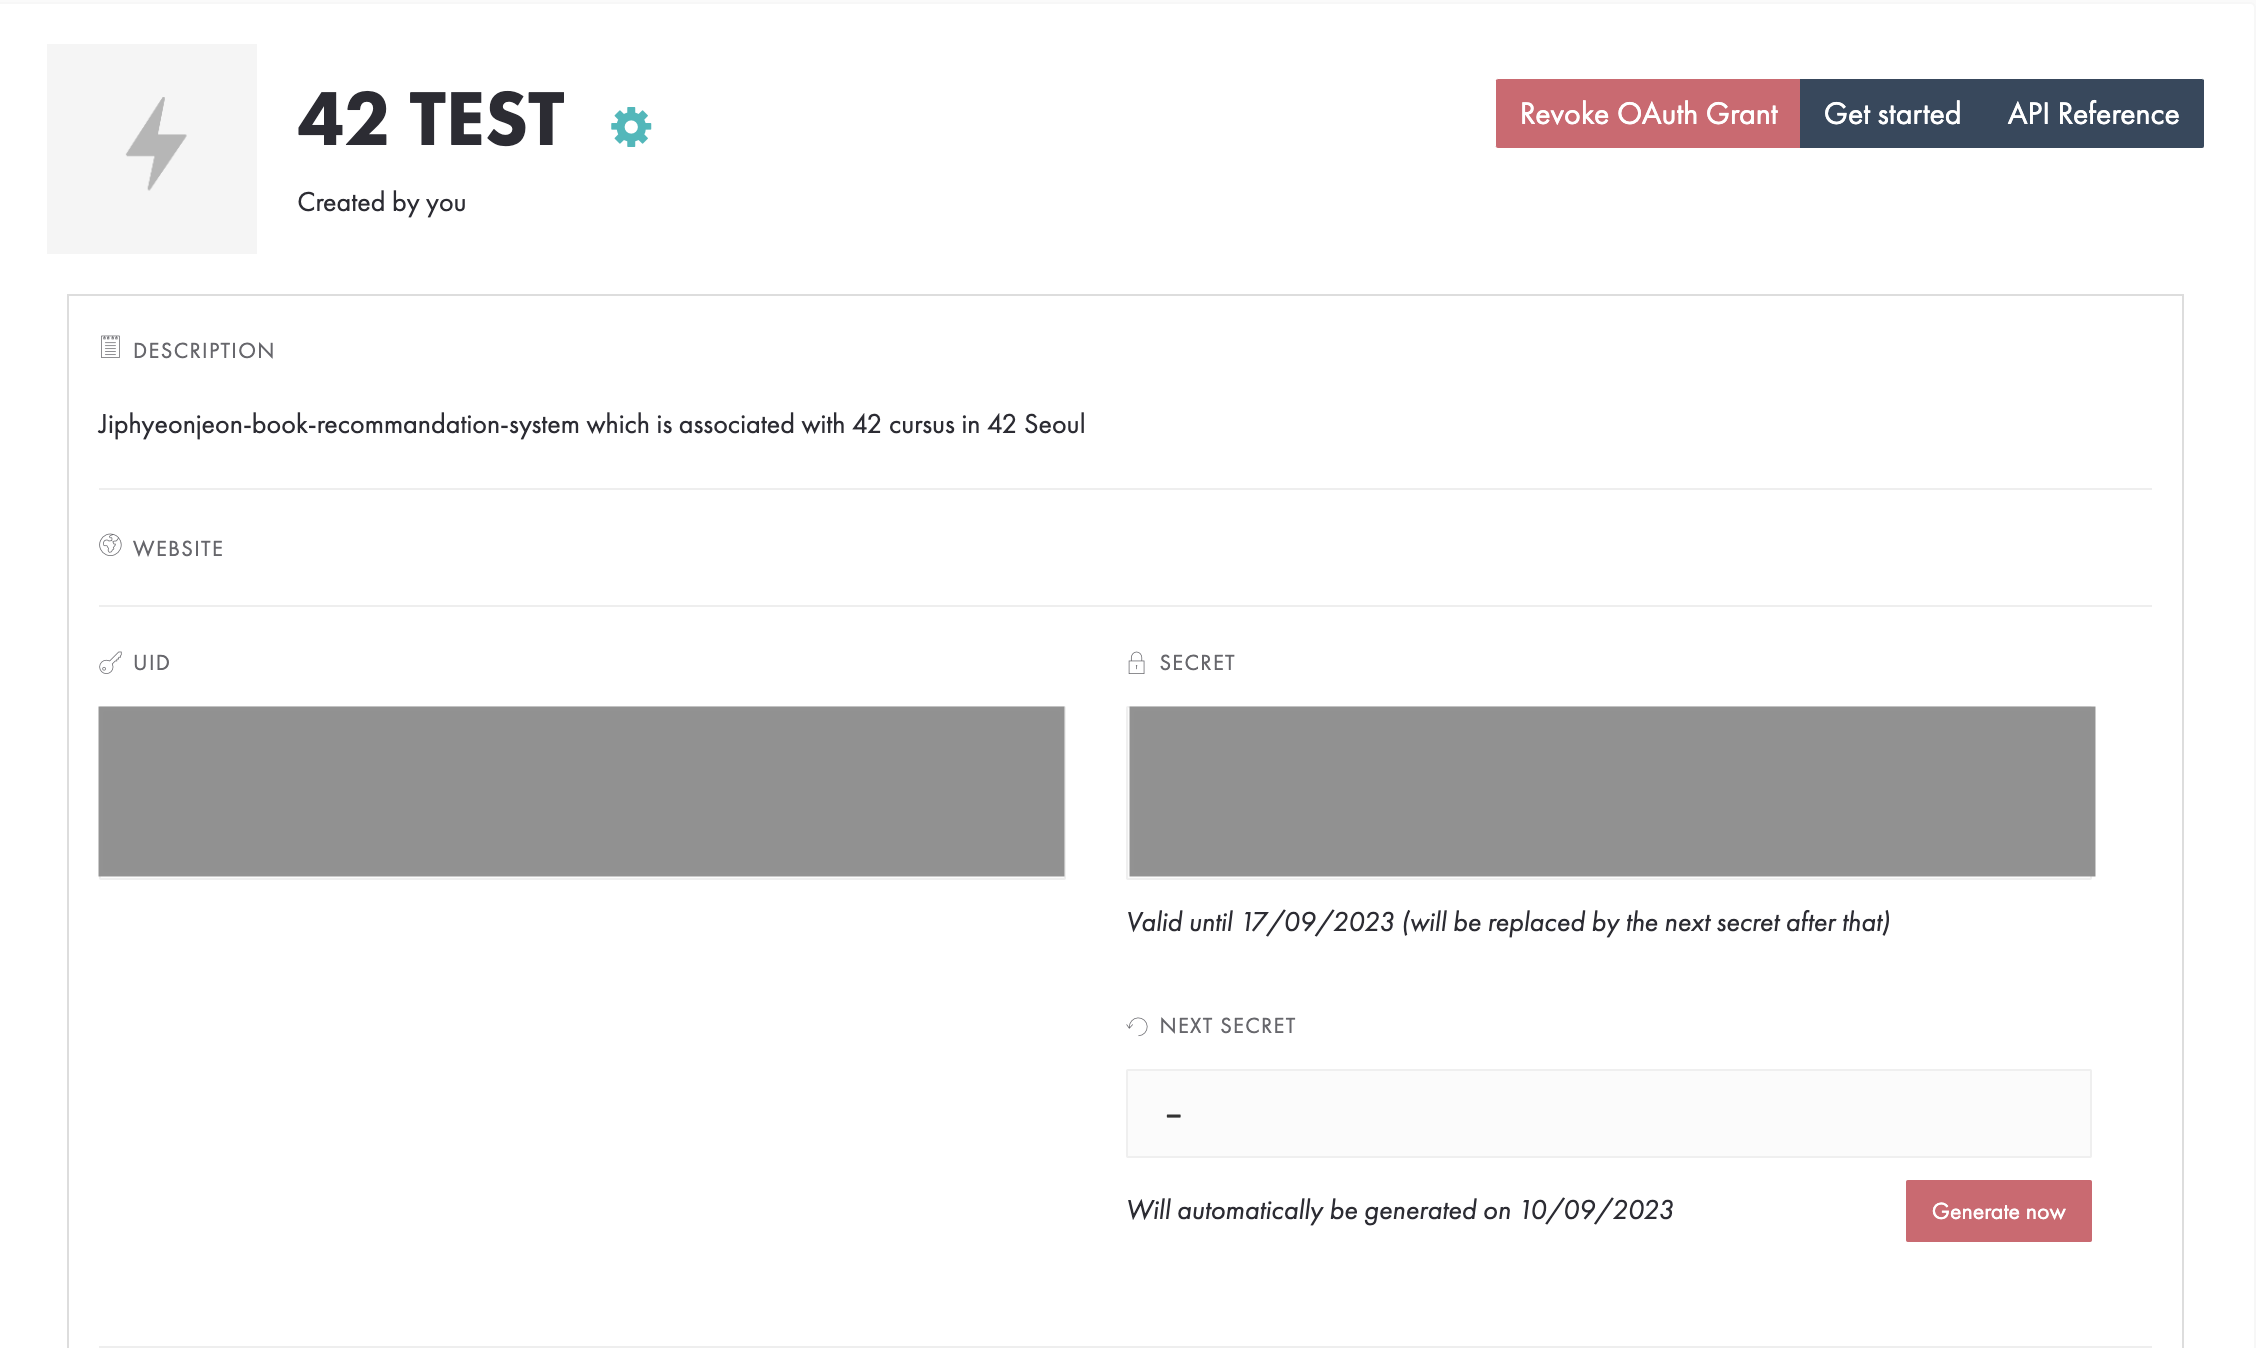 42 TEST
Revoke OAuth Grant
Get started
API Reference
Created by you
DESCRIPTION
Jiphyeonjeon-book-recommandation-system which is associated with 42 cursus in 42 Seoul
WEBSITE
UID
SECRET
Valid until 17/09/2023 (will be replaced by the next secret after that)
NEXT SECRET
–
Will automatically be generated on 10/09/2023
Generate now